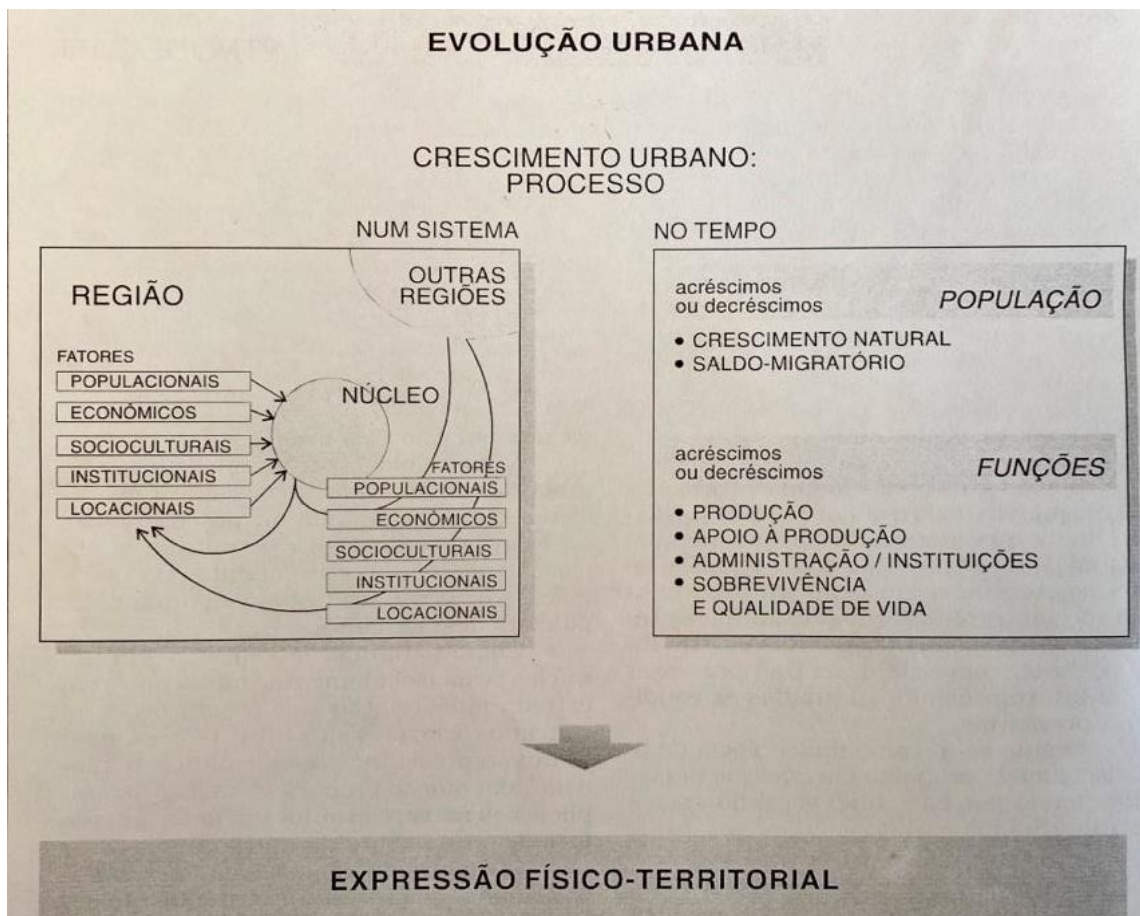 EVOLUÇÃO URBANA
CRESCIMENTO URBANO:
PROCESSO
NUM SISTEMA
REGIÃO
OUTRAS
REGIÕES
FATORES
POPULACIONAIS
ECONÔMICOS
SOCIOCULTURAIS
INSTITUCIONAIS
LOCACIONAIS
NÚCLEO
FATORES
POPULACIONAIS
ECONÔMICOS
SOCIOCULTURAIS
INSTITUCIONAIS
LOCACIONAIS
NO TEMPO
acréscimos
ou decréscimos
POPULAÇÃO
• CRESCIMENTO NATURAL
• SALDO-MIGRATÓRIO
acréscimos
ou decréscimos
FUNÇÕES
• PRODUÇÃO
• APOIO À PRODUÇÃO
• ADMINISTRAÇÃO / INSTITUIÇÕES
• SOBREVIVÊNCIA
E QUALIDADE DE VIDA
EXPRESSÃO FÍSICO-TERRITORIAL